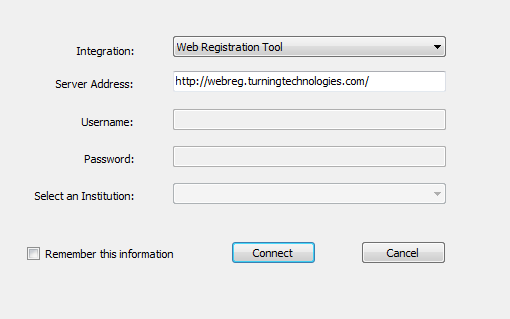 Integration: Web Registration Tool
Server Address: http://webreg.turningtechnologies.com/
Username:
Password:
Select an Institution:
Remember this information Connect Cancel